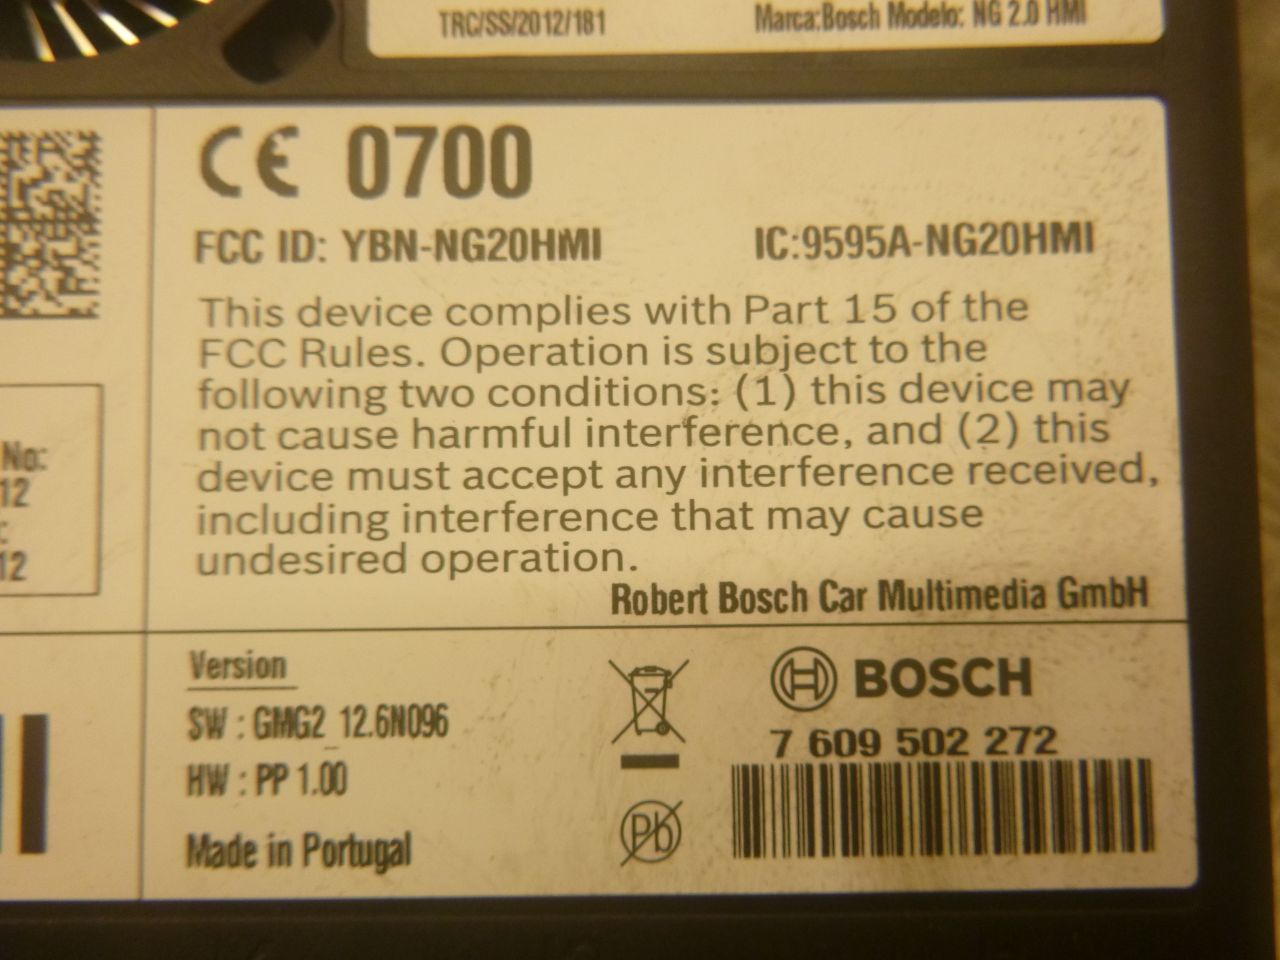 TRC/SS/2012/181
Marca:Bosch Modelo: NG 2.0 HMI
CE 0700
FCC ID: YBN-NG20HMI
IC:9595A-NG20HMI
This device complies with Part 15 of the
FCC Rules. Operation is subject to the
following two conditions: (1) this device may
not cause harmful interference, and (2) this
device must accept any interference received,
including interference that may cause
undesired operation.
Robert Bosch Car Multimedia GmbH
No:
12
:
12
Version
SW : GMG2_12.6N096
HW : PP 1.00
Made in Portugal
Pb
BOSCH
7 609 502 272